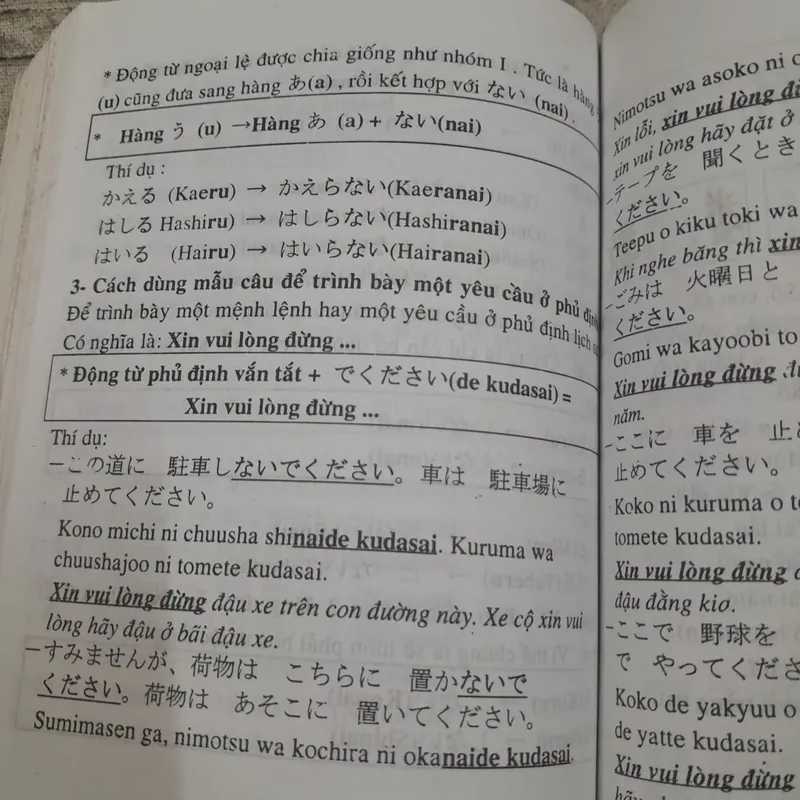 * Động từ ngoại lệ được chia giống như nhóm I . Tức là hàng
(u) cũng đưa sang hàng あ(a) , rồi kết hợp với ない (nai) .
* Hàng う (u) →Hàng あ (a) + ない(nai)
Thí dụ :
かえる (Kaeru) → かえらない(Kaeranai)
はしる Hashiru) → はしらない(Hashiranai)
はいる (Hairu) → はいらない(Hairanai)
3- Cách dùng mẫu câu để trình bày một yêu cầu ở phủ định
Để trình bày một mệnh lệnh hay một yêu cầu ở phủ định lịch
Có nghĩa là: Xin vui lòng đừng ...
* Động từ phủ định vắn tắt + でください(de kudasai) =
Xin vui lòng đừng ...
Thí dụ:
–この道に 駐車しないでください。車は 駐車場に
止めてください。
Kono michi ni chuusha shinaide kudasai. Kuruma wa
chuushajoo ni tomete kudasai.
Xin vui lòng đừng đậu xe trên con đường này. Xe cộ xin vui
lòng hãy đậu ở bãi đậu xe.
–すみませんが、荷物は こちらに 置かないで
ください。荷物は あそこに 置いてください。
Sumimasen ga, nimotsu wa kochira ni okanaide kudasai.
Nimotsu wa asoko ni
Xin lỗi, xin vui lòng đừ
xin vui lòng hãy đặt ở
-テープを 聞くとき
ください。
Teepu o kiku toki wa
Khi nghe băng thì xin
-ごみは 火曜日と
ください。
Gomi wa kayoobi to
Xin vui lòng đừng
năm.
-ここに 車を 止
止めてください。
Koko ni kuruma o to
tomete kudasai.
Xin vui lòng đừng
đậu đằng kio.
-ここで 野球を
で やってくださ
Koko de yakyuu o
de yatte kudasai.
Xin vui lòng đừng